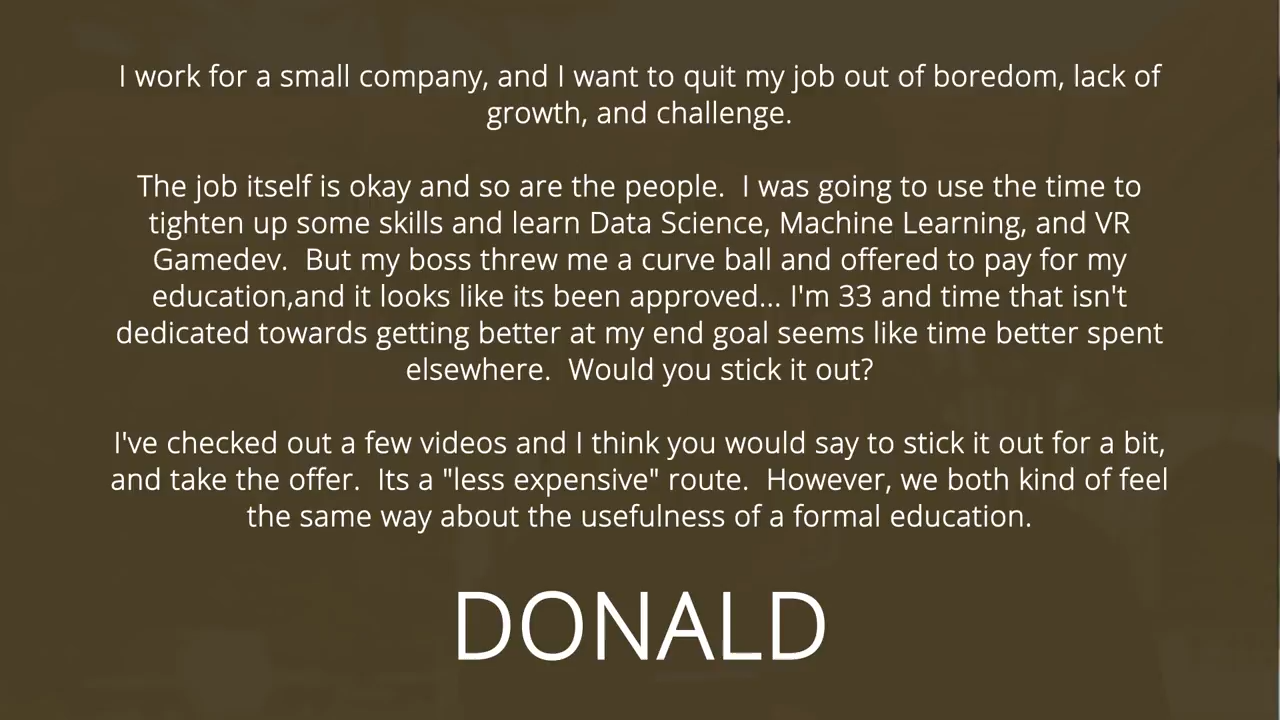 I work for a small company, and I want to quit my job out of boredom, lack of
growth, and challenge.
The job itself is okay and so are the people.  I was going to use the time to
tighten up some skills and learn Data Science, Machine Learning, and VR
Gamedev.  But my boss threw me a curve ball and offered to pay for my
education,and it looks like its been approved... I'm 33 and time that isn't
dedicated towards getting better at my end goal seems like time better spent
elsewhere.  Would you stick it out?
I've checked out a few videos and I think you would say to stick it out for a bit,
and take the offer.  Its a "less expensive" route.  However, we both kind of feel
the same way about the usefulness of a formal education.
DONALD